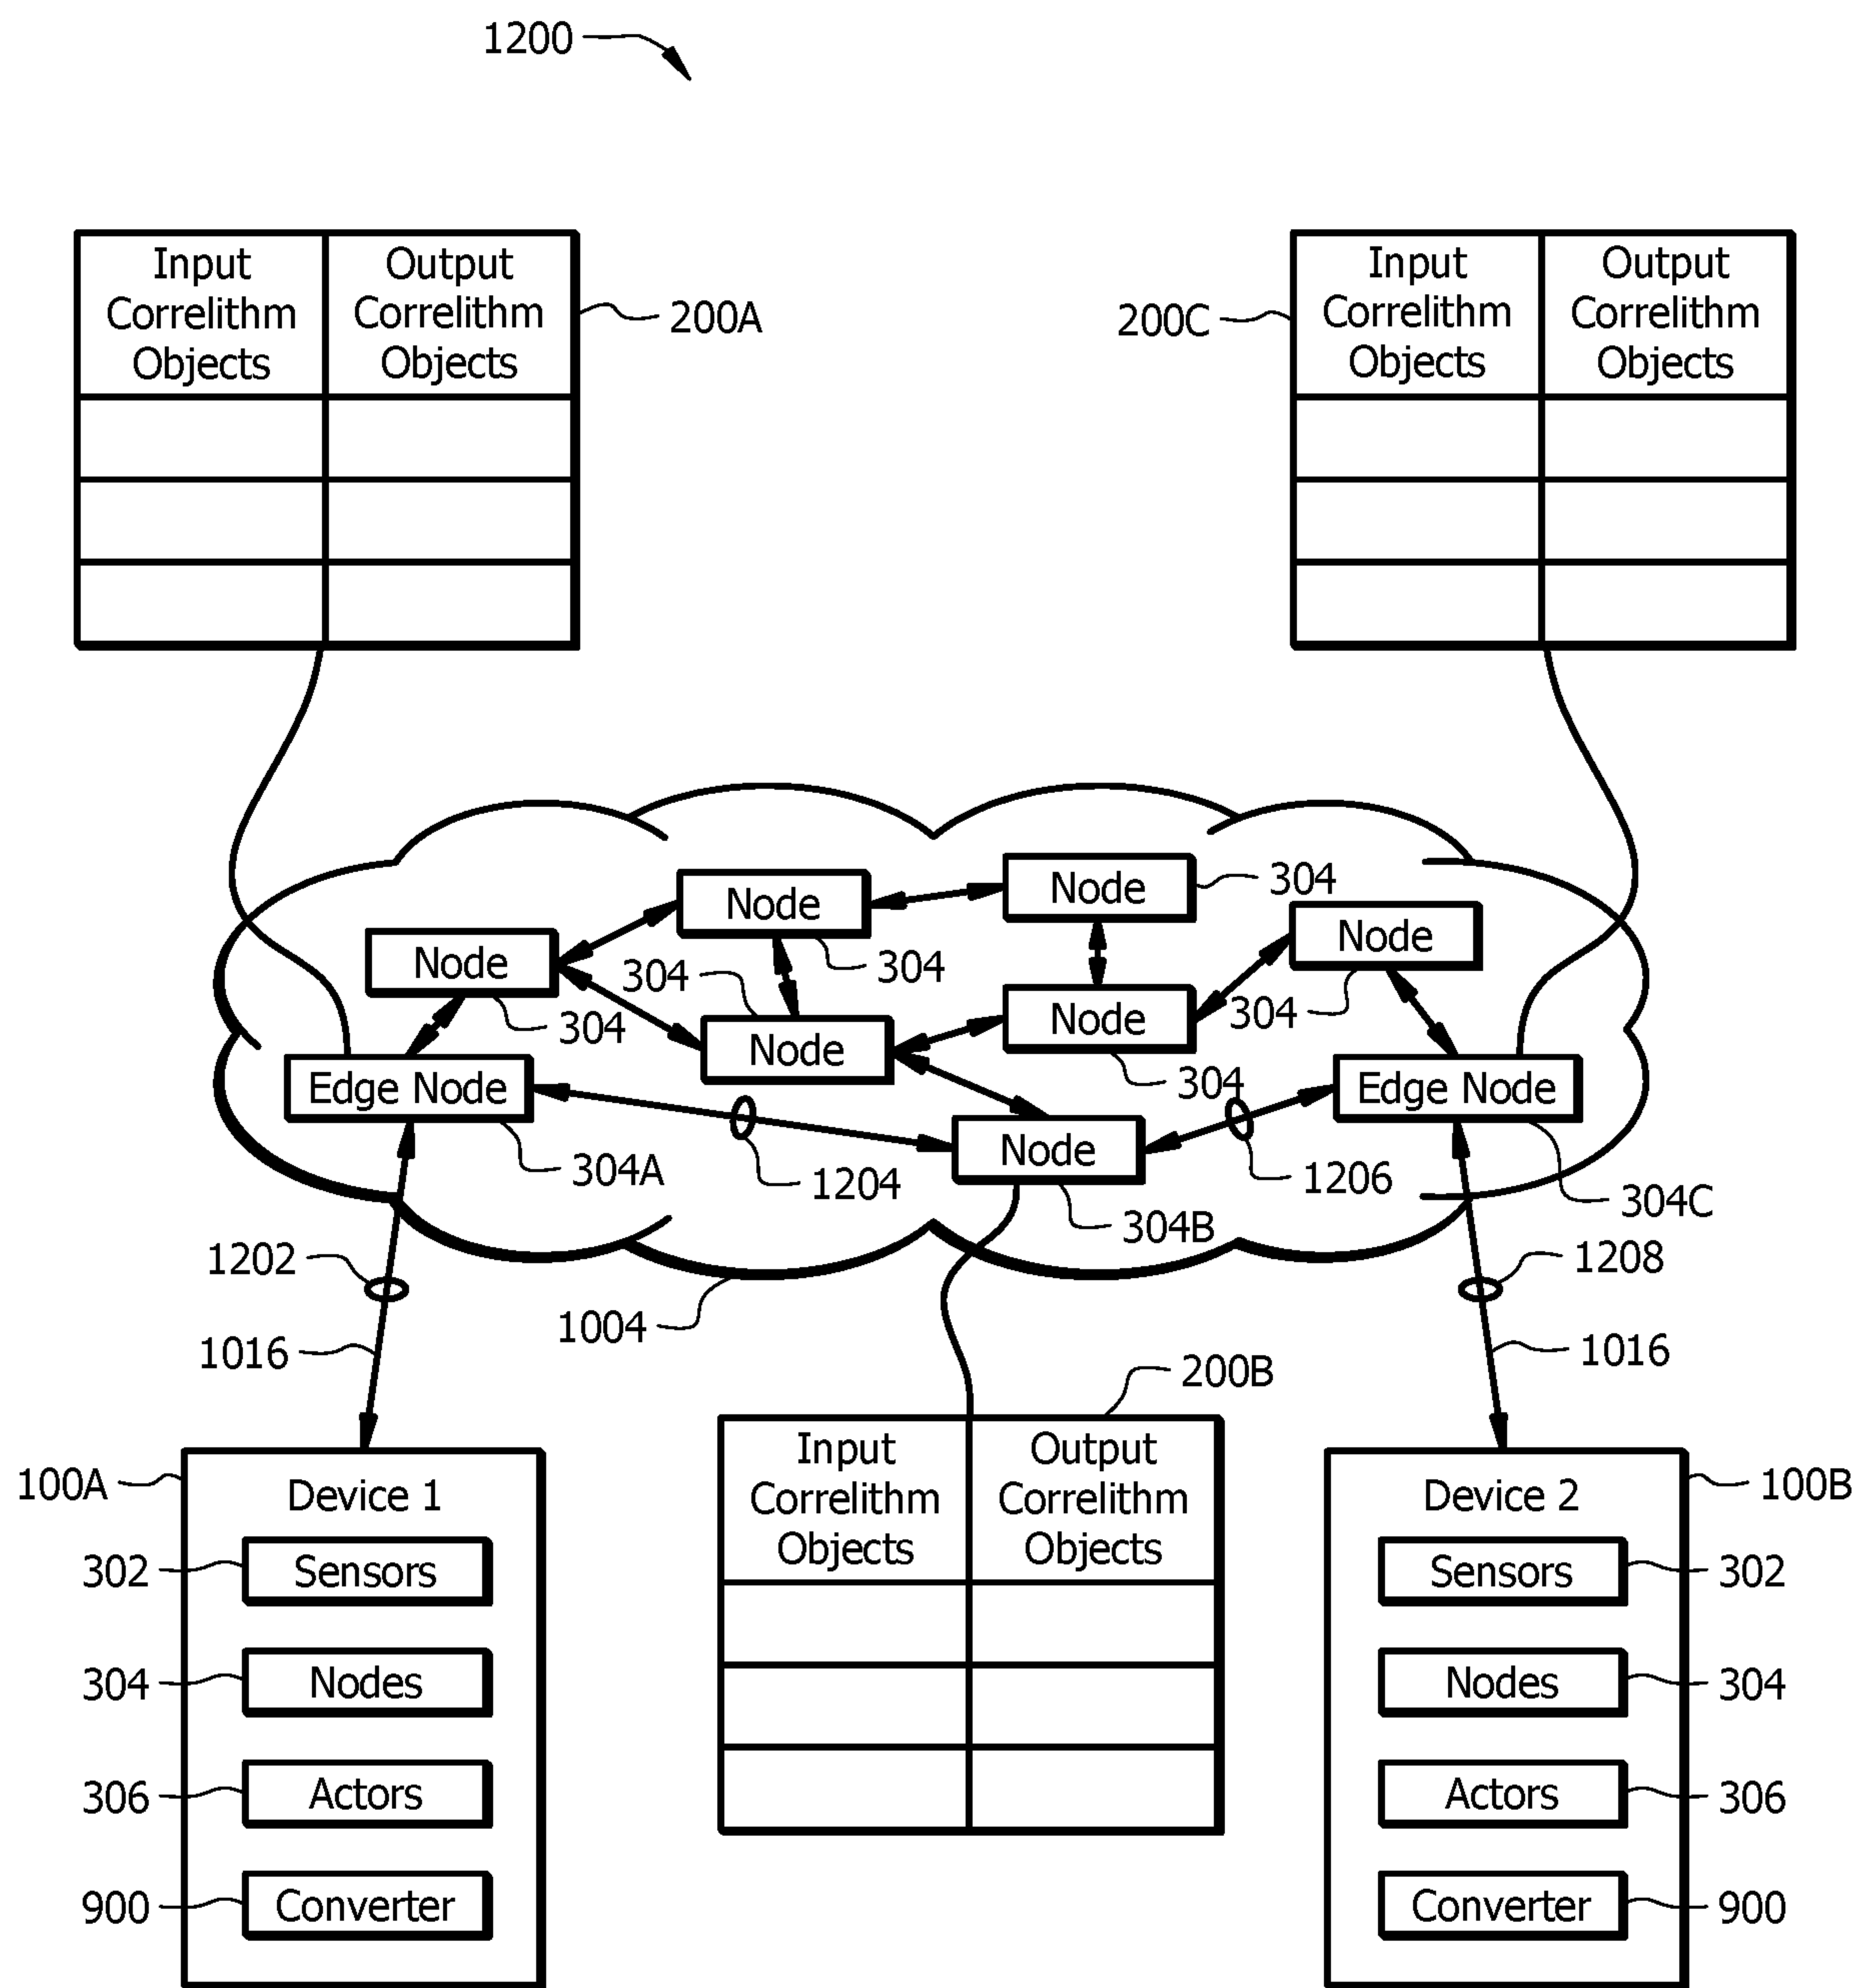 1200
Input
Correlithm
Objects
Output
Correlithm
Objects
200A
200C
Input
Correlithm
Objects
Output
Correlithm
Objects
Node
304
Node
304
Node
304
Node
304
304
Node
Node
304
304
Edge Node
304A
Edge Node
304C
1204
Node
304B
1206
1202
1208
1004
1016
1016
200B
Input
Correlithm
Objects
Output
Correlithm
Objects
100A
Device 1
302
Sensors
304
Nodes
306
Actors
900
Converter
100B
Device 2
Sensors
302
Nodes
304
Actors
306
Converter
900